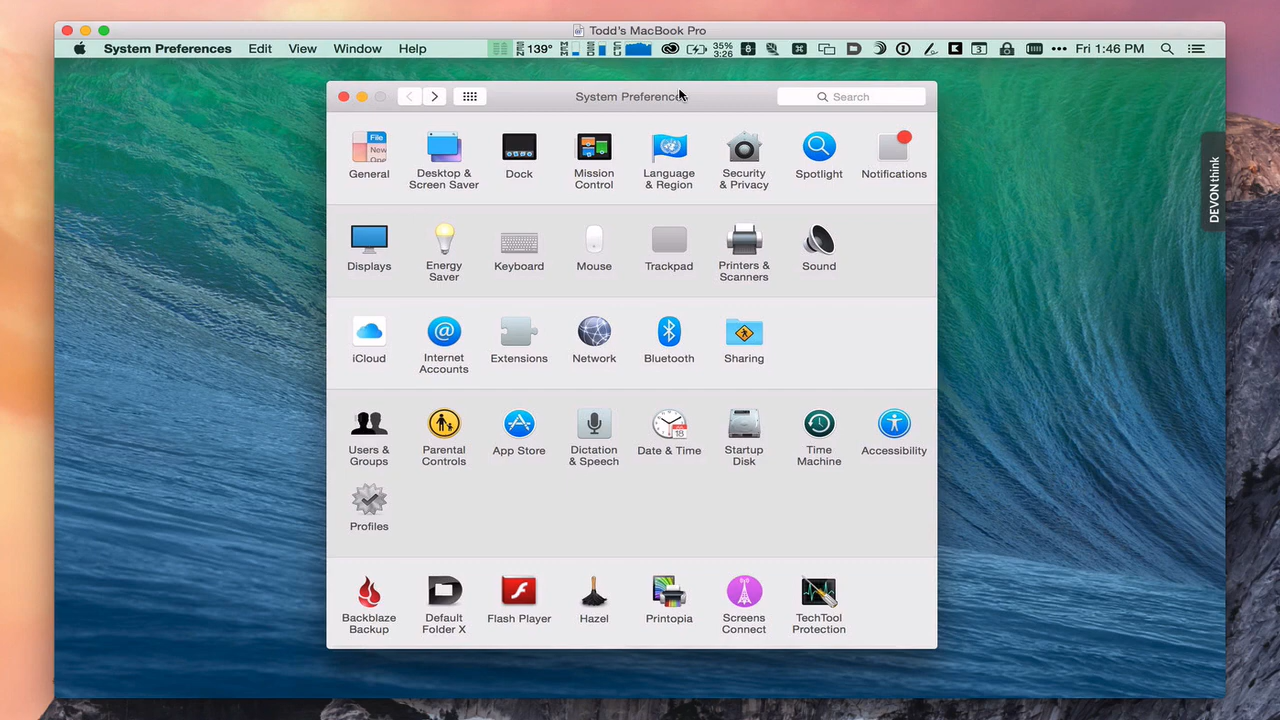 Todd's MacBook Pro
System Preferences Edit View Window Help 139° 35% 3:26 Fri 1:46 PM
System Preferences
Search
General
Desktop &
Screen Saver
Dock
Mission
Control
Language
& Region
Security
& Privacy
Spotlight
Notifications
DEVONthink
Displays
Energy
Saver
Keyboard
Mouse
Trackpad
Printers &
Scanners
Sound
iCloud
Internet
Accounts
Extensions
Network
Bluetooth
Sharing
Users &
Groups
Parental
Controls
App Store
Dictation
& Speech
Date & Time
Startup
Disk
Time
Machine
Accessibility
Profiles
Backblaze
Backup
Default
Folder X
Flash Player
Hazel
Printopia
Screens
Connect
TechTool
Protection